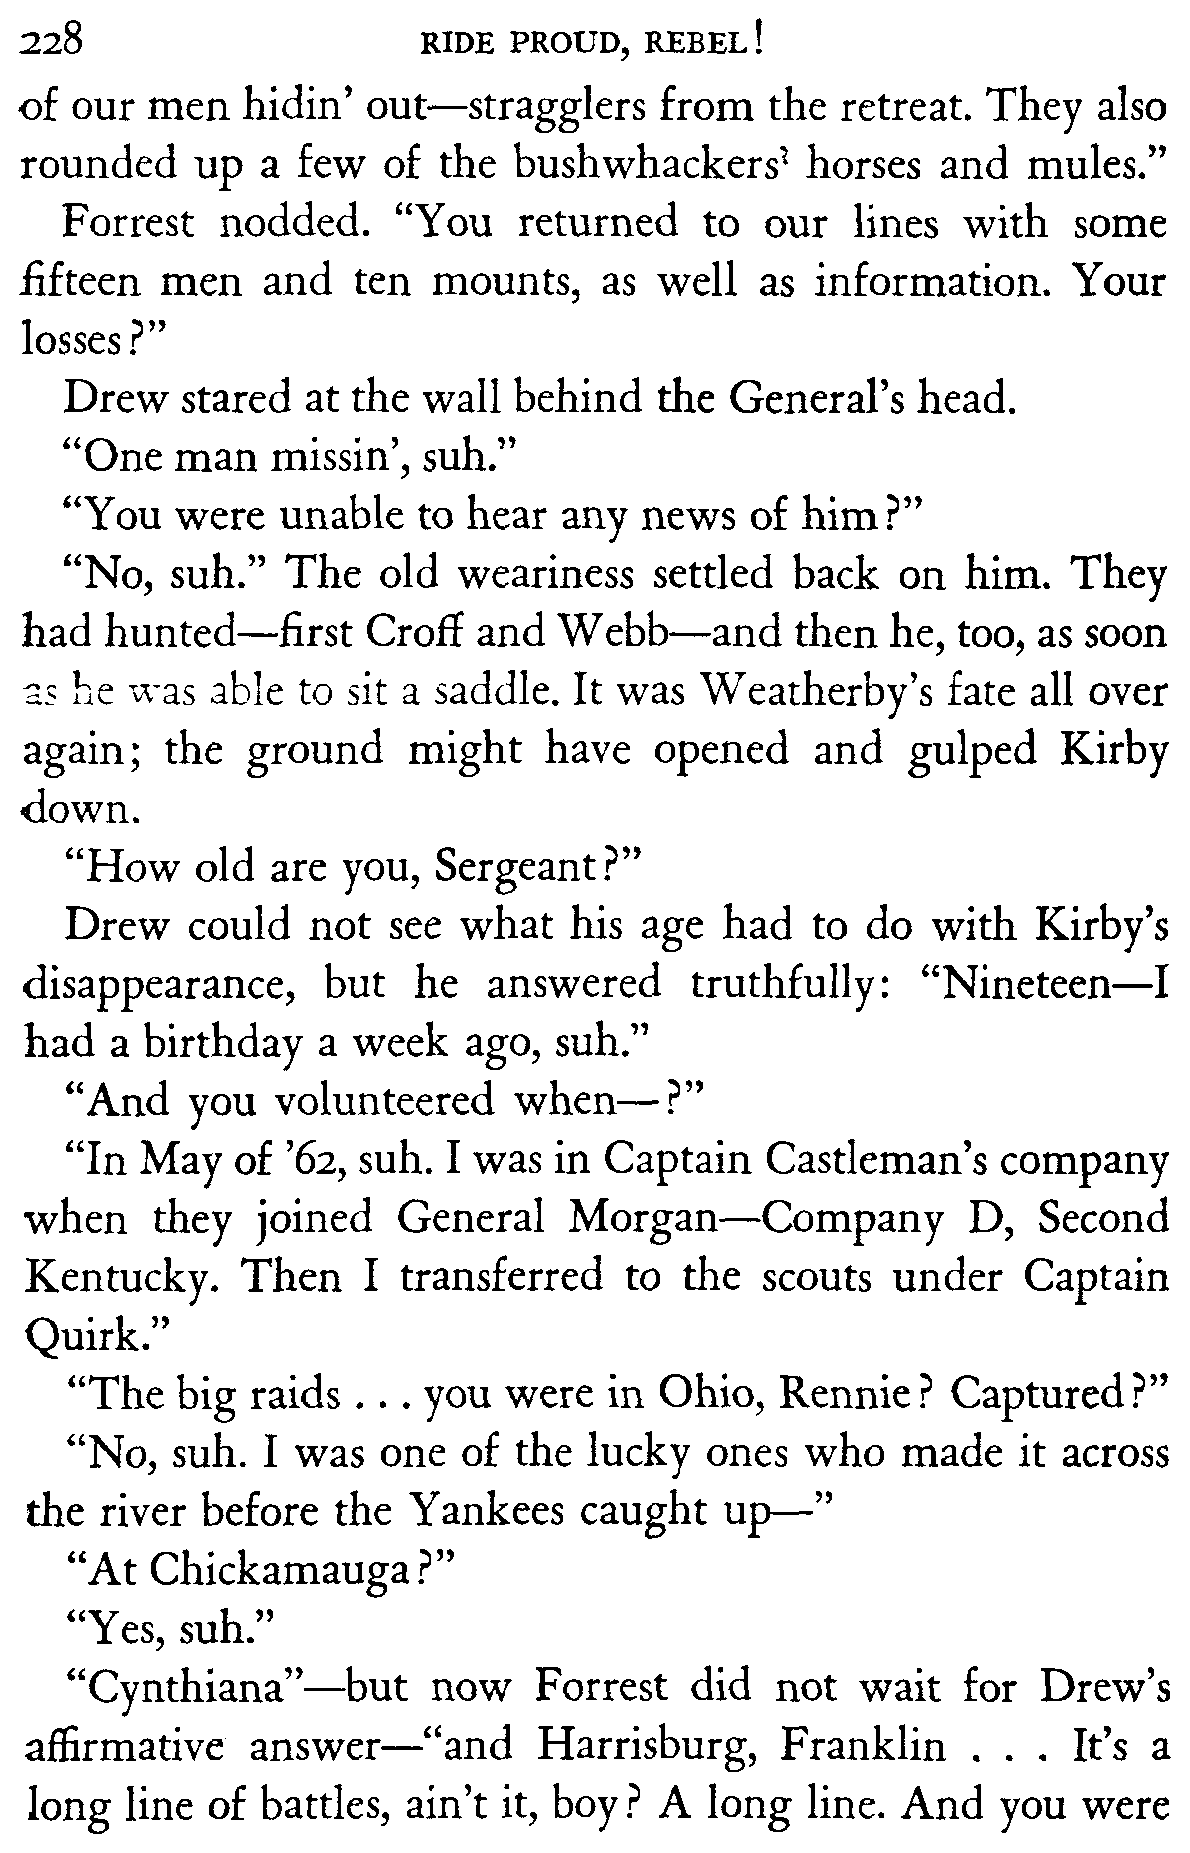 228 RIDE PROUD, REBEL!
of our men hidin’ out—stragglers from the retreat. They also
rounded up a few of the bushwhackers’ horses and mules.”
Forrest nodded. “You returned to our lines with some
fifteen men and ten mounts, as well as information. Your
losses?”
Drew stared at the wall behind the General’s head.
“One man missin’, suh.”
“You were unable to hear any news of him?”
“No, suh.” The old weariness settled back on him. They
had hunted—first Croff and Webb—and then he, too, as soon
as he was able to sit a saddle. It was Weatherby’s fate all over
again; the ground might have opened and gulped Kirby
down.
“How old are you, Sergeant?”
Drew could not see what his age had to do with Kirby’s
disappearance, but he answered truthfully: “Nineteen—I
had a birthday a week ago, suh.”
“And you volunteered when—?”
“In May of ’62, suh. I was in Captain Castleman’s company
when they joined General Morgan—Company D, Second
Kentucky. Then I transferred to the scouts under Captain
Quirk.”
“The big raids . . . you were in Ohio, Rennie? Captured?”
“No, suh. I was one of the lucky ones who made it across
the river before the Yankees caught up—”
“At Chickamauga?”
“Yes, suh.”
“Cynthiana”—but now Forrest did not wait for Drew’s
affirmative answer—“and Harrisburg, Franklin . . . It’s a
long line of battles, ain’t it, boy? A long line. And you were